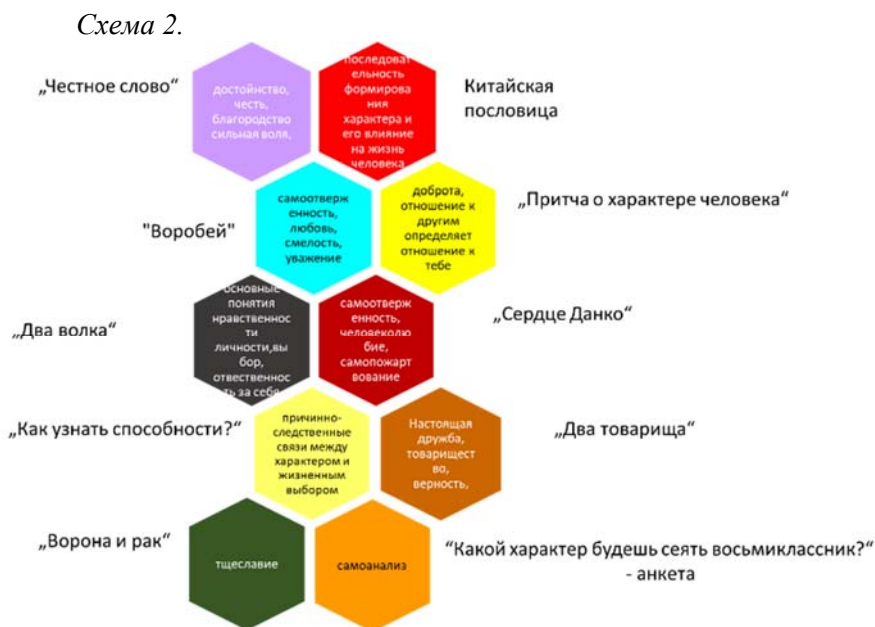 Схема 2.
„Честное слово“
достойнство,
честь,
благородство
сильная воля,
последоват
ельность
формирова
ния
характера и
его влияние
на жизнь
человека
Китайская
пословица
"Воробей"
самоотверж
енность,
любовь,
смелость,
уважение
доброта,
отношение к
другим
определяет
отношение к
тебе
„Притча о характере человека“
„Два волка“
основные
понятия
нравственнос
ти
личности,вы
бор,
отвественнос
ть за себя
самоотверж
енность,
человеколю
бие,
самопожарт
вование
„Сердце Данко“
„Как узнать способности?“
причинно-
следственные
связи между
характером и
жизненным
выбором
Настоящая
дружба,
товарищест
во,
верность,
„Два товарища“
„Ворона и рак“
тщеславие
самоанализ
“Какой характер будешь сеять восьмиклассник?“
- анкета